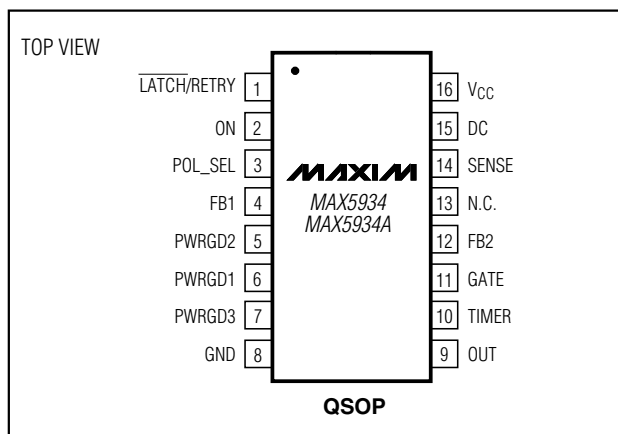 TOP VIEW
LATCH/RETRY 1
ON 2
POL_SEL 3
FB1 4
PWRGD2 5
PWRGD1 6
PWRGD3 7
GND 8
MAXIM
MAX5934
MAX5934A
16 VCC
15 DC
14 SENSE
13 N.C.
12 FB2
11 GATE
10 TIMER
9 OUT
QSOP